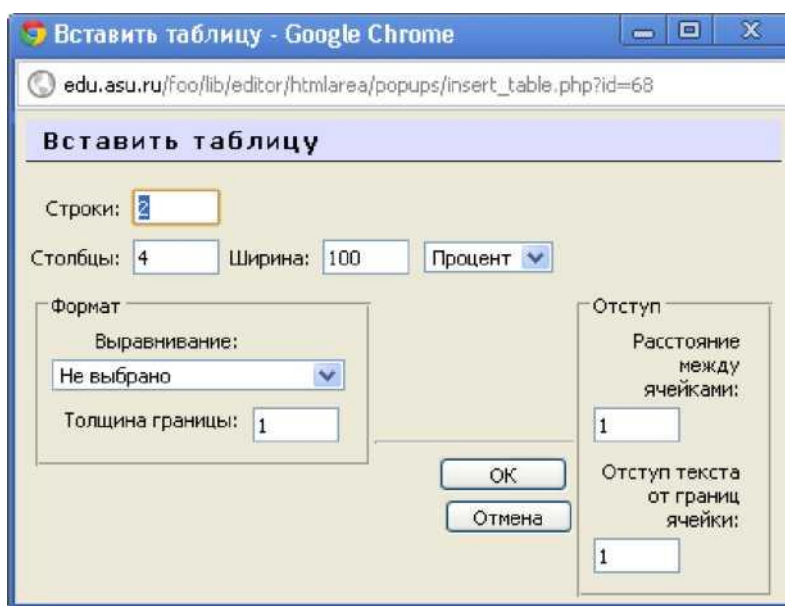 Вставить таблицу - Google Chrome
edu.asu.ru/foo/lib/editor/htmlarea/popups/insert_table.php?id=68
Вставить таблицу
Строки: 2
Столбцы: 4 Ширина: 100 Процент
Формат
Выравнивание:
Не выбрано
Толщина границы: 1
Отступ
Расстояние
между
ячейками:
1
Отступ текста
от границ
ячейки:
1
OK
Отмена